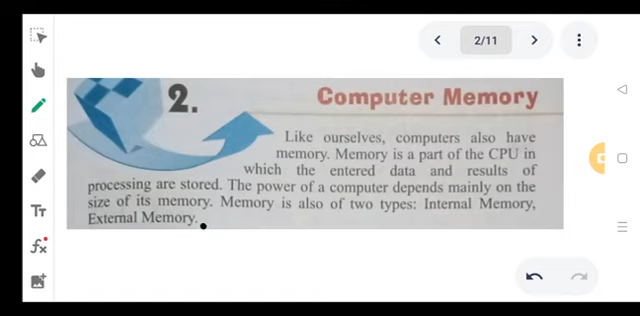 2/11
2.
Computer Memory
Like ourselves, computers also have
memory. Memory is a part of the CPU in
which the entered data and results of
processing are stored. The power of a computer depends mainly on the
size of its memory. Memory is also of two types: Internal Memory,
External Memory.
TT
fx